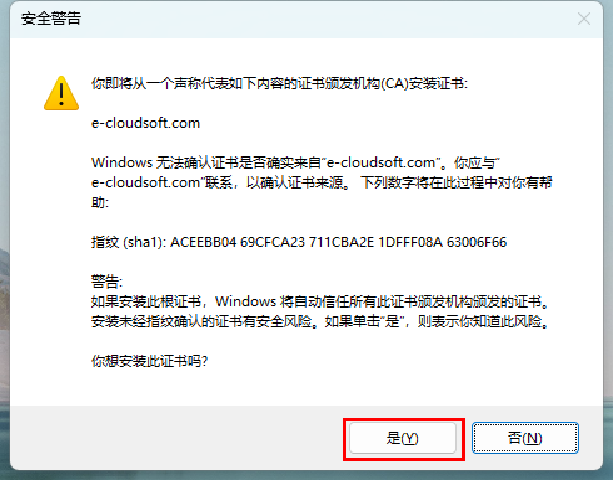 安全警告
你即将从一个声称代表如下内容的证书颁发机构(CA)安装证书:
e-cloudsoft.com
Windows 无法确认证书是否确实来自"e-cloudsoft.com"。你应与"
e-cloudsoft.com"联系，以确认证书来源。 下列数字将在此过程中对你有帮
助:
指纹 (sha1): ACEEBB04 69CFCA23 711CBA2E 1DFFF08A 63006F66
警告:
如果安装此根证书，Windows 将自动信任所有此证书颁发机构颁发的证书。
安装未经指纹确认的证书有安全风险。如果单击"是"，则表示你知道此风险。
你想安装此证书吗?
是(Y)
否(N)